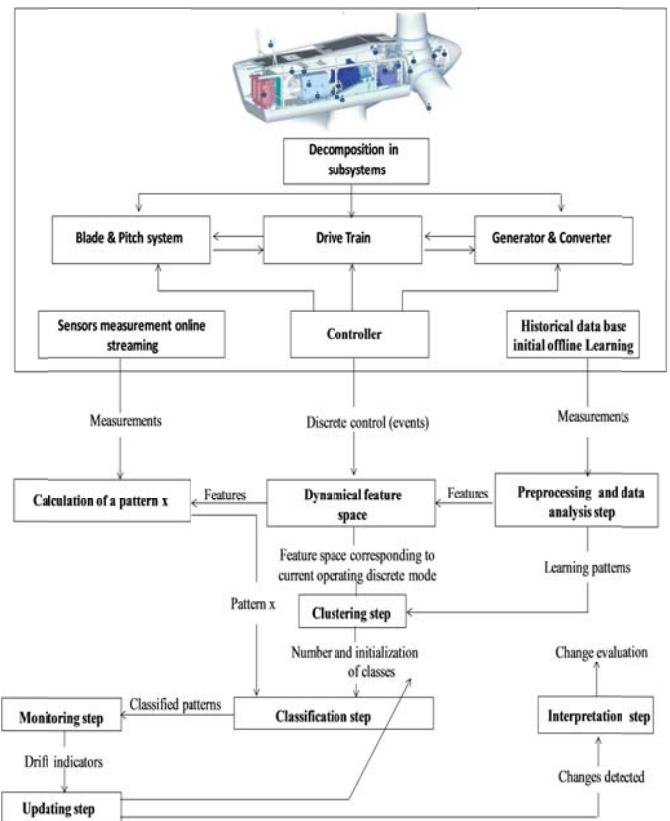 Decomposition in
subsystems
Blade & Pitch system
Drive Train
Generator & Converter
Sensors measurement online
streaming
Controller
Historical data base
initial offline Learning
Measurements
Discrete control (events)
Measurements
Calculation of a pattern x
Features
Dynamical feature
space
Features
Preprocessing and data
analysis step
Feature space corresponding to
current operating discrete mode
Learning patterns
Pattern x
Clustering step
Number and initialization
of classes
Change evaluation
Monitoring step
Classified patterns
Classification step
Interpretation step
Drift indicators
Changes detected
Updating step